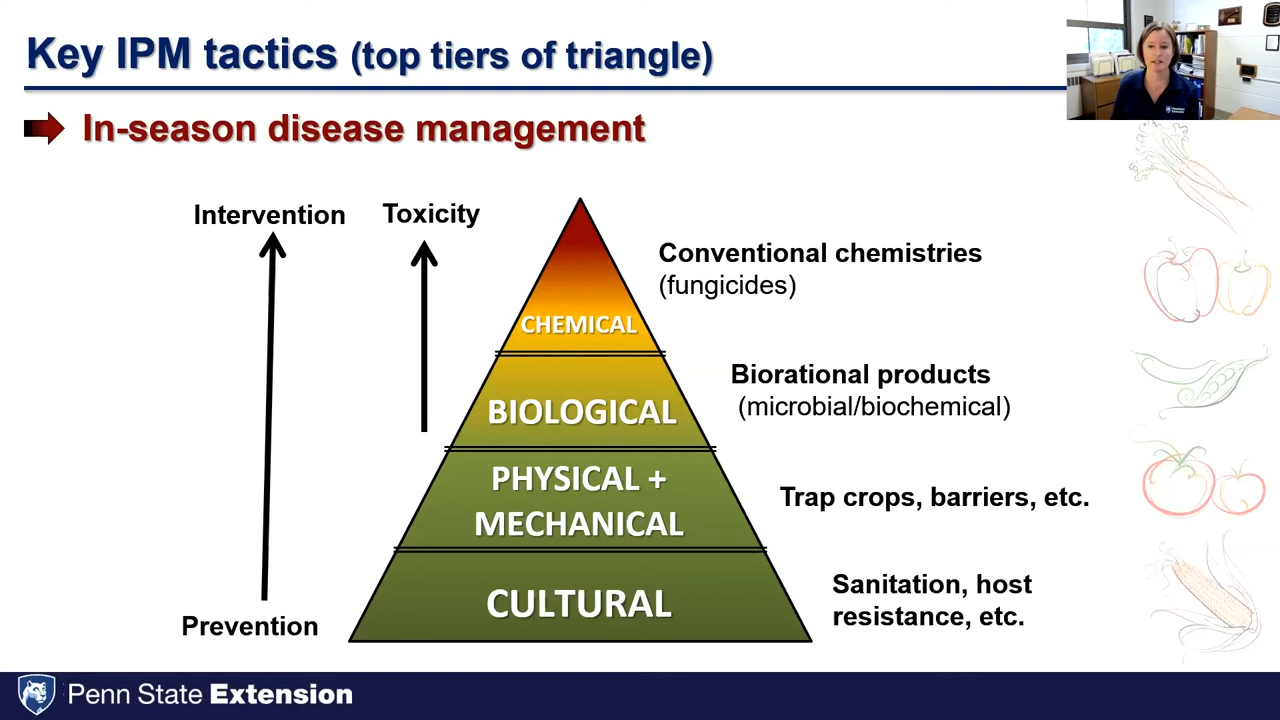 Key IPM tactics (top tiers of triangle)
In-season disease management
Intervention
Toxicity
Prevention
CHEMICAL
BIOLOGICAL
PHYSICAL +
MECHANICAL
CULTURAL
Conventional chemistries
(fungicides)
Biorational products
(microbial/biochemical)
Trap crops, barriers, etc.
Sanitation, host
resistance, etc.
Penn State Extension